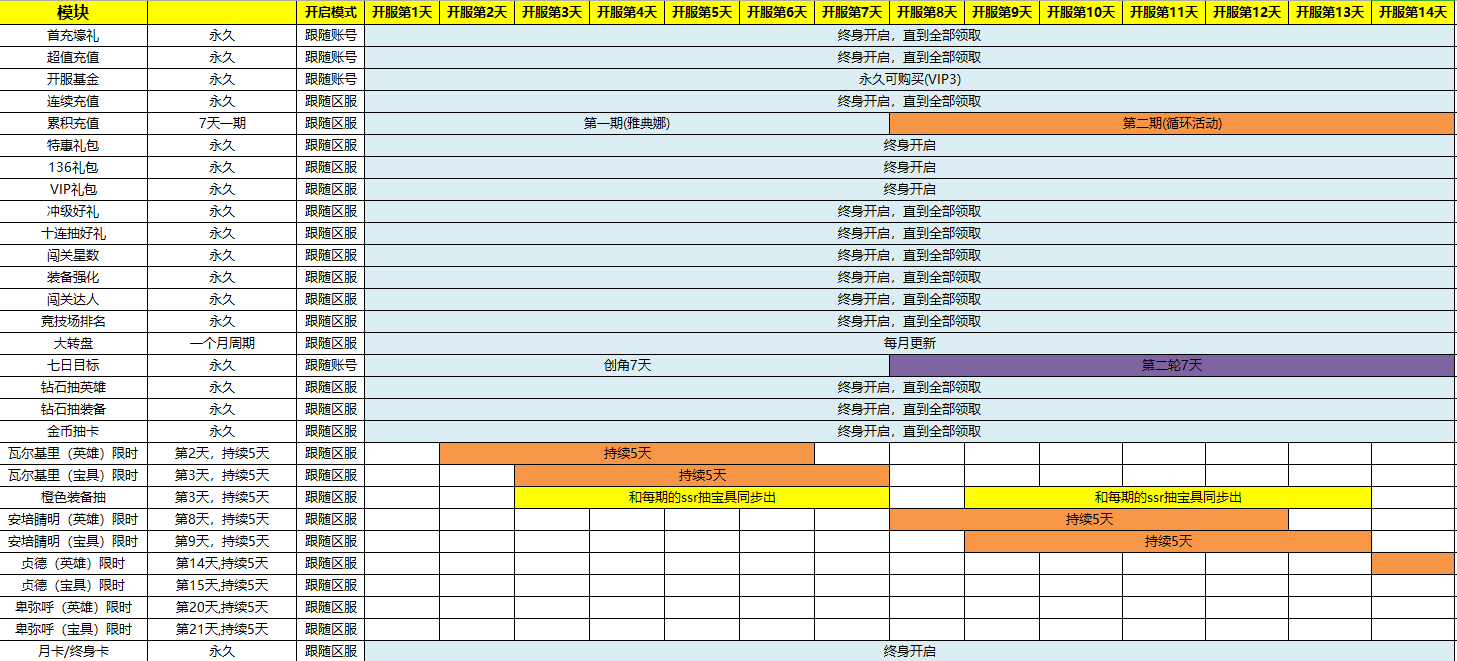 模块 开启模式 开服第1天 开服第2天 开服第3天 开服第4天 开服第5天 开服第6天 开服第7天 开服第8天 开服第9天 开服第10天 开服第11天 开服第12天 开服第13天 开服第14天
首充壕礼 永久 跟随账号 终身开启，直到全部领取
超值充值 永久 跟随账号 终身开启，直到全部领取
开服基金 永久 跟随账号 永久可购买(VIP3)
连续充值 永久 跟随区服 终身开启，直到全部领取
累积充值 7天一期 跟随区服 第一期(雅典娜) 第二期(循环活动)
特惠礼包 永久 跟随区服 终身开启
136礼包 永久 跟随区服 终身开启
VIP礼包 永久 跟随区服 终身开启
冲级好礼 永久 跟随区服 终身开启，直到全部领取
十连抽好礼 永久 跟随区服 终身开启，直到全部领取
闯关星数 永久 跟随区服 终身开启，直到全部领取
装备强化 永久 跟随区服 终身开启，直到全部领取
闯关达人 永久 跟随区服 终身开启，直到全部领取
竞技场排名 永久 跟随区服 终身开启，直到全部领取
大转盘 一个月周期 跟随区服 每月更新
七日目标 永久 跟随账号 创角7天 第二轮7天
钻石抽英雄 永久 跟随区服 终身开启，直到全部领取
钻石抽装备 永久 跟随区服 终身开启，直到全部领取
金币抽卡 永久 跟随区服 终身开启，直到全部领取
瓦尔基里（英雄）限时 第2天，持续5天 跟随区服 持续5天
瓦尔基里（宝具）限时 第3天，持续5天 跟随区服 持续5天
橙色装备抽 第3天，持续5天 跟随区服 和每期的ssr抽宝具同步出 和每期的ssr抽宝具同步出
安培晴明（英雄）限时 第8天，持续5天 跟随区服 持续5天
安培晴明（宝具）限时 第9天，持续5天 跟随区服 持续5天
贞德（英雄）限时 第14天,持续5天 跟随区服
贞德（宝具）限时 第15天,持续5天 跟随区服
卑弥呼（英雄）限时 第20天,持续5天 跟随区服
卑弥呼（宝具）限时 第21天,持续5天 跟随区服
月卡/终身卡 永久 跟随区服 终身开启